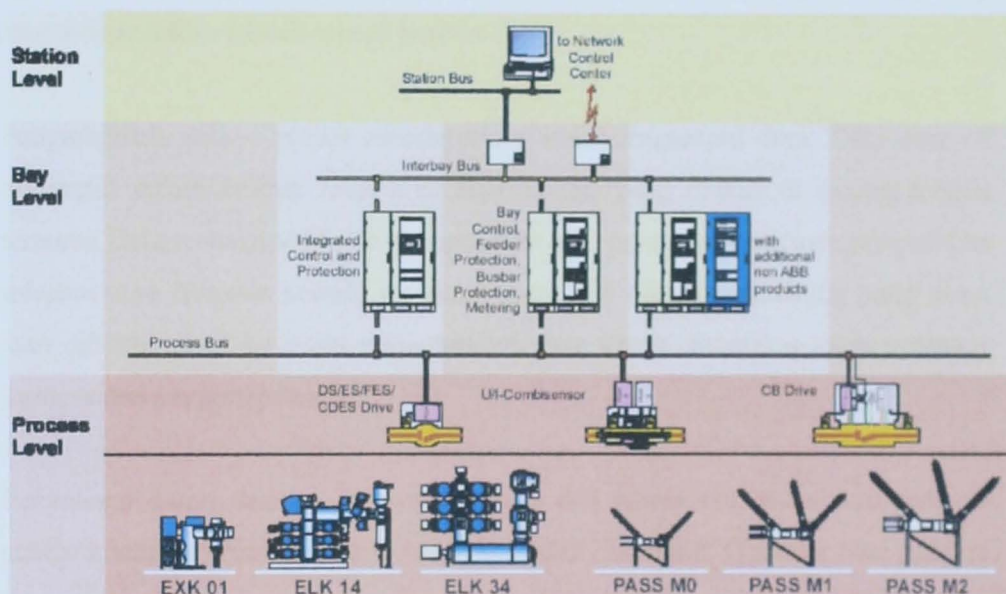 Station
Level
to Network
Control
Center
Station Bus
Bay
Level
Interbay Bus
Integrated
Control and
Protection
Bay
Control,
Feeder
Protection,
Busbar
Protection,
Metering
with
additional
non ABB
products
Process Bus
DS/ES/FES/
CDES Drive
U/I-Combisensor
CB Drive
Process
Level
EXK 01
ELK 14
ELK 34
PASS M0
PASS M1
PASS M2